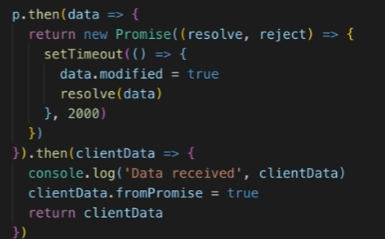 p.then(data => {
  return new Promise((resolve, reject) => {
    setTimeout(() => {
      data.modified = true
      resolve(data)
    }, 2000)
  })
}).then(clientData => {
  console.log('Data received', clientData)
  clientData.fromPromise = true
  return clientData
})